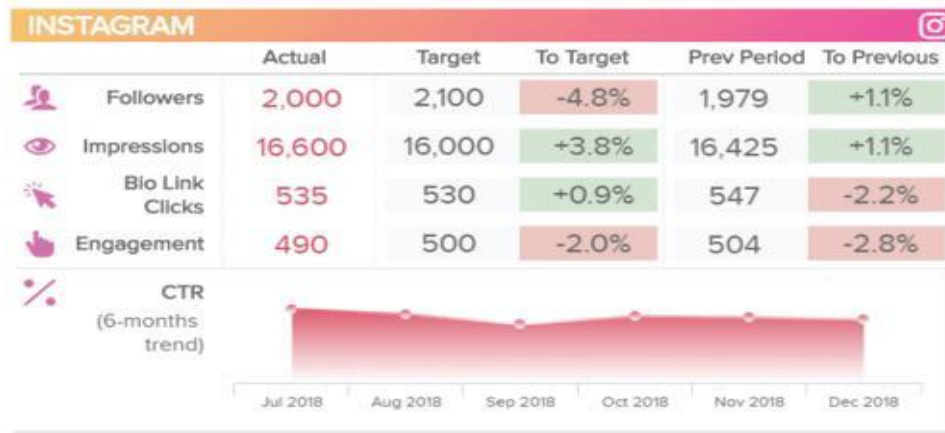 INSTAGRAM
Actual Target To Target Prev Period To Previous
Followers 2,000 2,100 -4.8% 1,979 +1.1%
Impressions 16,600 16,000 +3.8% 16,425 +1.1%
Bio Link
Clicks 535 530 +0.9% 547 -2.2%
Engagement 490 500 -2.0% 504 -2.8%
CTR
(6-months
trend)
Jul 2018 Aug 2018 Sep 2018 Oct 2018 Nov 2018 Dec 2018